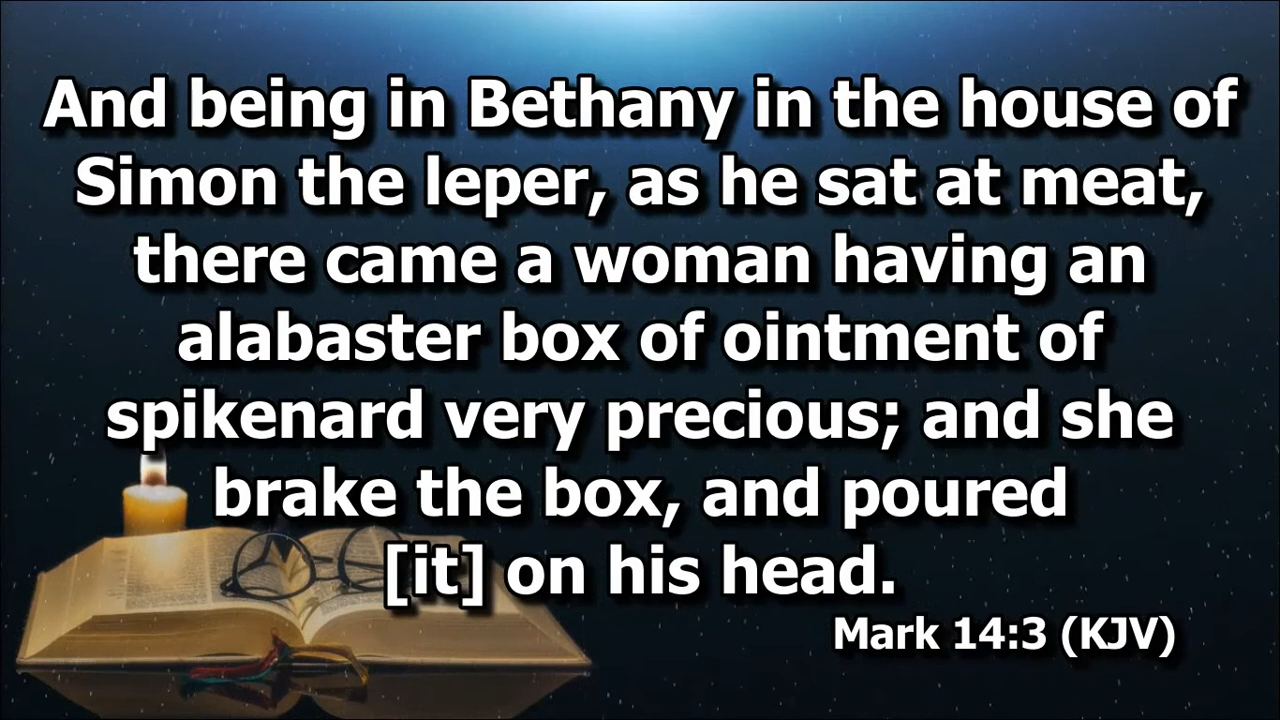 And being in Bethany in the house of
Simon the leper, as he sat at meat,
there came a woman having an
alabaster box of ointment of
spikenard very precious; and she
brake the box, and poured
[it] on his head.
Mark 14:3 (KJV)